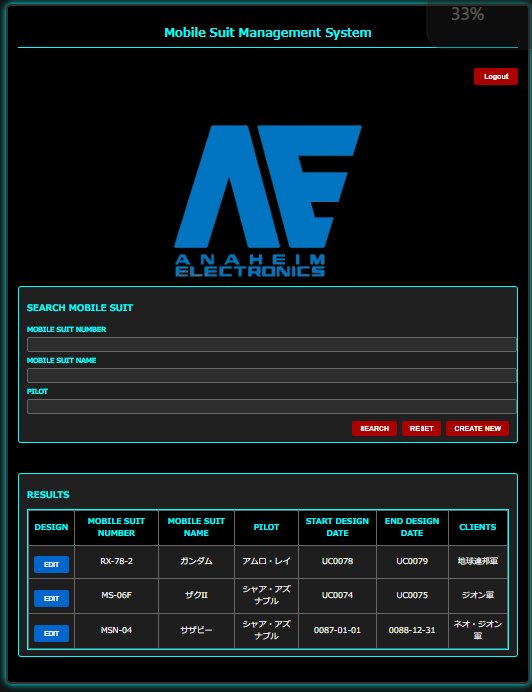 33%
Mobile Suit Management System
Logout
ANAHEIM
ELECTRONICS
SEARCH MOBILE SUIT
MOBILE SUIT NUMBER
MOBILE SUIT NAME
PILOT
SEARCH RESET CREATE NEW
RESULTS
DESIGN MOBILE SUIT NUMBER MOBILE SUIT NAME PILOT START DESIGN DATE END DESIGN DATE CLIENTS
EDIT RX-78-2 ガンダム アムロ・レイ UC0078 UC0079 地球連邦軍
EDIT MS-06F ザクII シャア・アズナブル UC0074 UC0075 ジオン軍
EDIT MSN-04 サザビー シャア・アズナブル 0087-01-01 0088-12-31 ネオ・ジオン軍